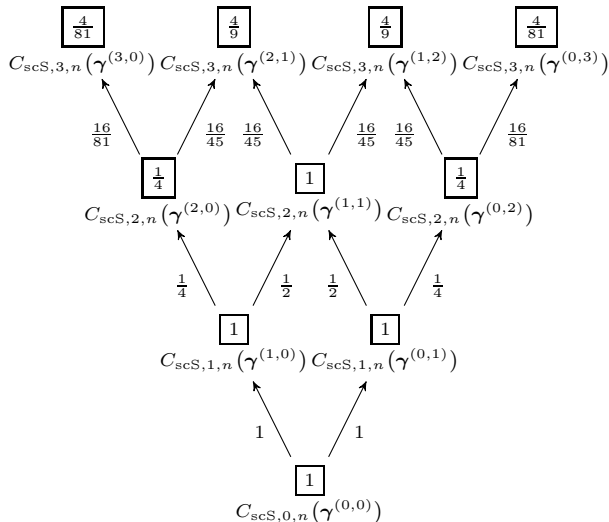 4/81 4/9 4/9 4/81
C_{scS,3,n}(γ^{(3,0)}) C_{scS,3,n}(γ^{(2,1)}) C_{scS,3,n}(γ^{(1,2)}) C_{scS,3,n}(γ^{(0,3)})
16/81 16/45 16/45 16/45 16/45 16/81
1/4 1 1/4
C_{scS,2,n}(γ^{(2,0)}) C_{scS,2,n}(γ^{(1,1)}) C_{scS,2,n}(γ^{(0,2)})
1/4 1/2 1/2 1/4
1 1
C_{scS,1,n}(γ^{(1,0)}) C_{scS,1,n}(γ^{(0,1)})
1 1
1
C_{scS,0,n}(γ^{(0,0)})